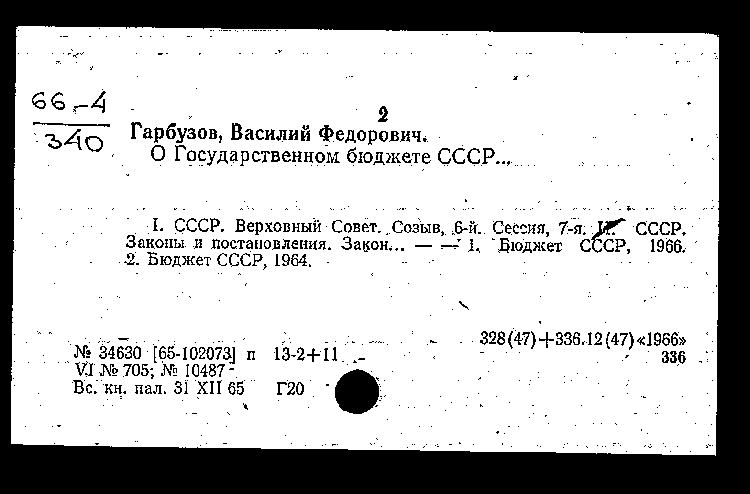 66-4
340
2
Гарбузов, Василий Федорович.
О Государственном бюджете СССР...
I. СССР. Верховный Совет. Созыв, 6-й. Сессия, 7-я. II. СССР.
Законы и постановления. Закон... — — 1. Бюджет СССР, 1966.
2. Бюджет СССР, 1964.
328(47)+336.12(47)«1966»
336
№ 34630 [65-102073] п 13-2+11
VI № 705; № 10487
Вс. кн. пал. 31 XII 65 Г20